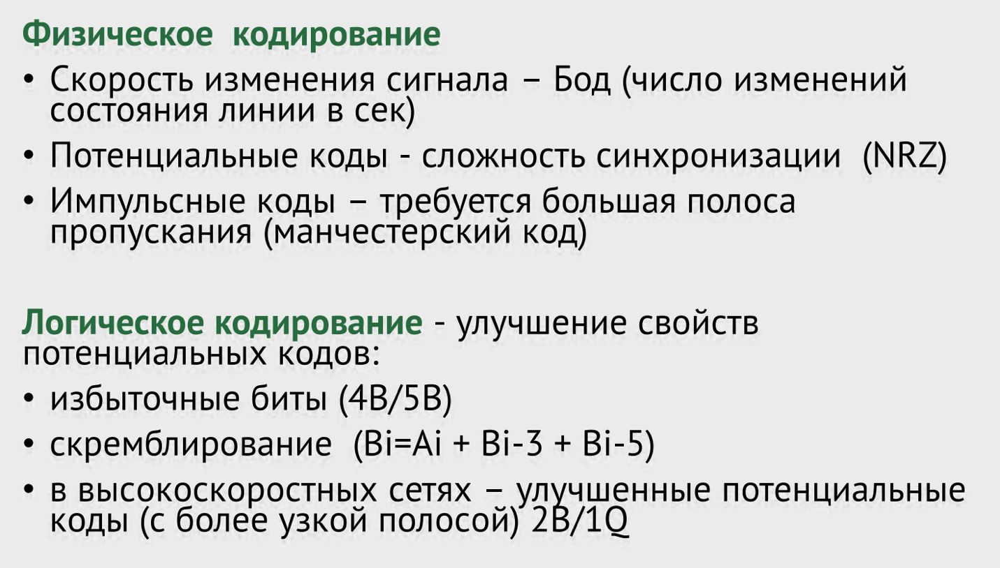 Физическое кодирование
• Скорость изменения сигнала – Бод (число изменений
состояния линии в сек)
• Потенциальные коды - сложность синхронизации (NRZ)
• Импульсные коды – требуется большая полоса
пропускания (манчестерский код)
Логическое кодирование - улучшение свойств
потенциальных кодов:
• избыточные биты (4В/5В)
• скремблирование (Bi=Ai + Bi-3 + Bi-5)
• в высокоскоростных сетях – улучшенные потенциальные
коды (с более узкой полосой) 2B/1Q